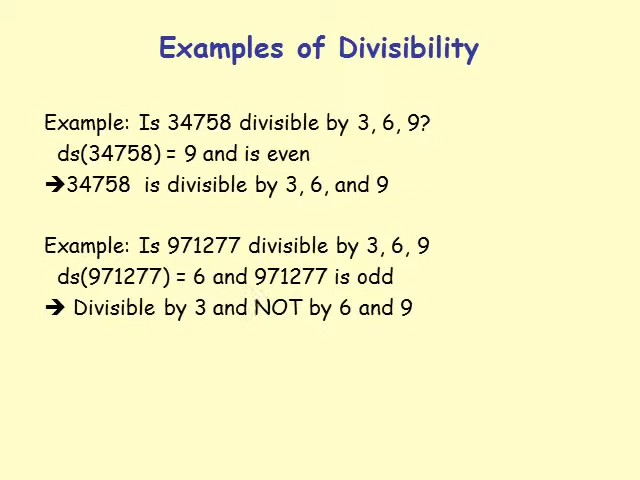 Examples of Divisibility
Example: Is 34758 divisible by 3, 6, 9?
ds(34758) = 9 and is even
➔34758 is divisible by 3, 6, and 9
Example: Is 971277 divisible by 3, 6, 9
ds(971277) = 6 and 971277 is odd
➔ Divisible by 3 and NOT by 6 and 9